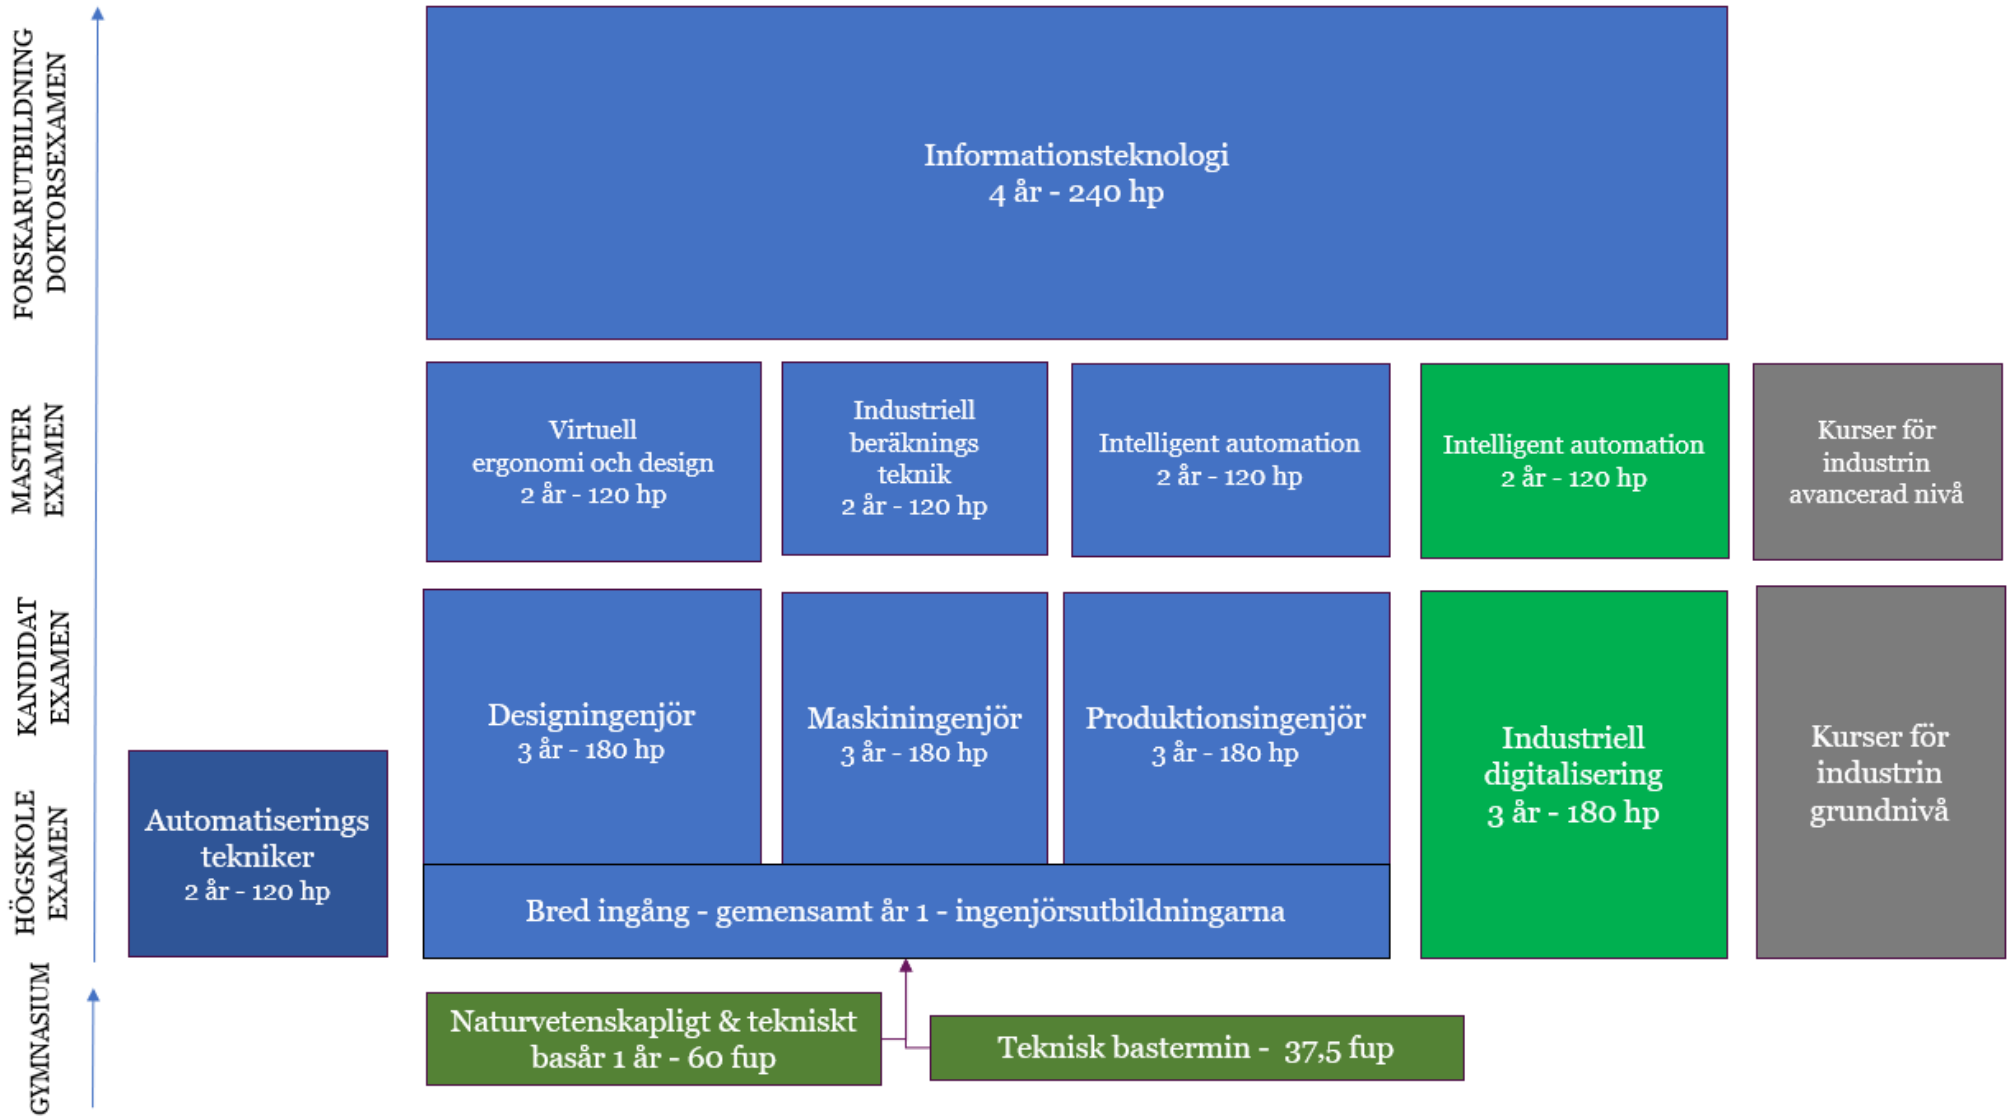 FORSKARUTBILDNING
DOKTORSEXAMEN
Informationsteknologi
4 år - 240 hp
MASTER
EXAMEN
Virtuell
ergonomi och design
2 år - 120 hp
Industriell
beräknings
teknik
2 år - 120 hp
Intelligent automation
2 år - 120 hp
Intelligent automation
2 år - 120 hp
Kurser för
industrin
avancerad nivå
KANDIDAT
EXAMEN
Designingenjör
3 år - 180 hp
Maskiningenjör
3 år - 180 hp
Produktionsingenjör
3 år - 180 hp
Industriell
digitalisering
3 år - 180 hp
Kurser för
industrin
grundnivå
HÖGSKOLE
EXAMEN
Automatiserings
tekniker
2 år - 120 hp
Bred ingång - gemensamt år 1 - ingenjörsutbildningarna
GYMNASIUM
Naturvetenskapligt & tekniskt
basår 1 år - 60 fup
Teknisk bastermin - 37,5 fup